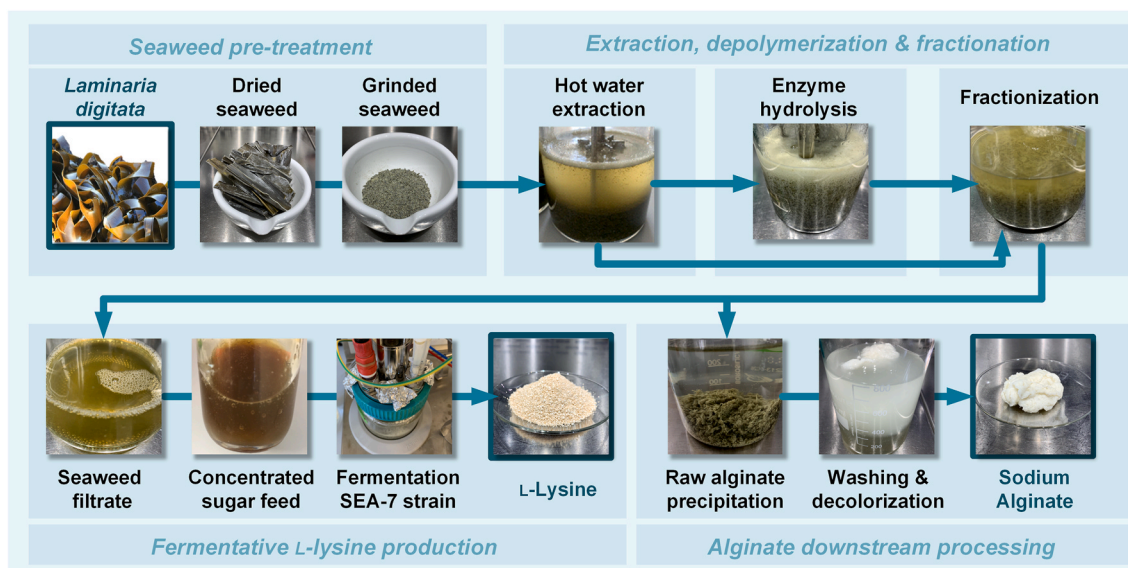 Seaweed pre-treatment
Extraction, depolymerization & fractionation
Laminaria
digitata
Dried
seaweed
Grinded
seaweed
Hot water
extraction
Enzyme
hydrolysis
Fractionization
Seaweed
filtrate
Concentrated
sugar feed
Fermentation
SEA-7 strain
L-Lysine
Raw alginate
precipitation
Washing &
decolorization
Sodium
Alginate
Fermentative L-lysine production
Alginate downstream processing